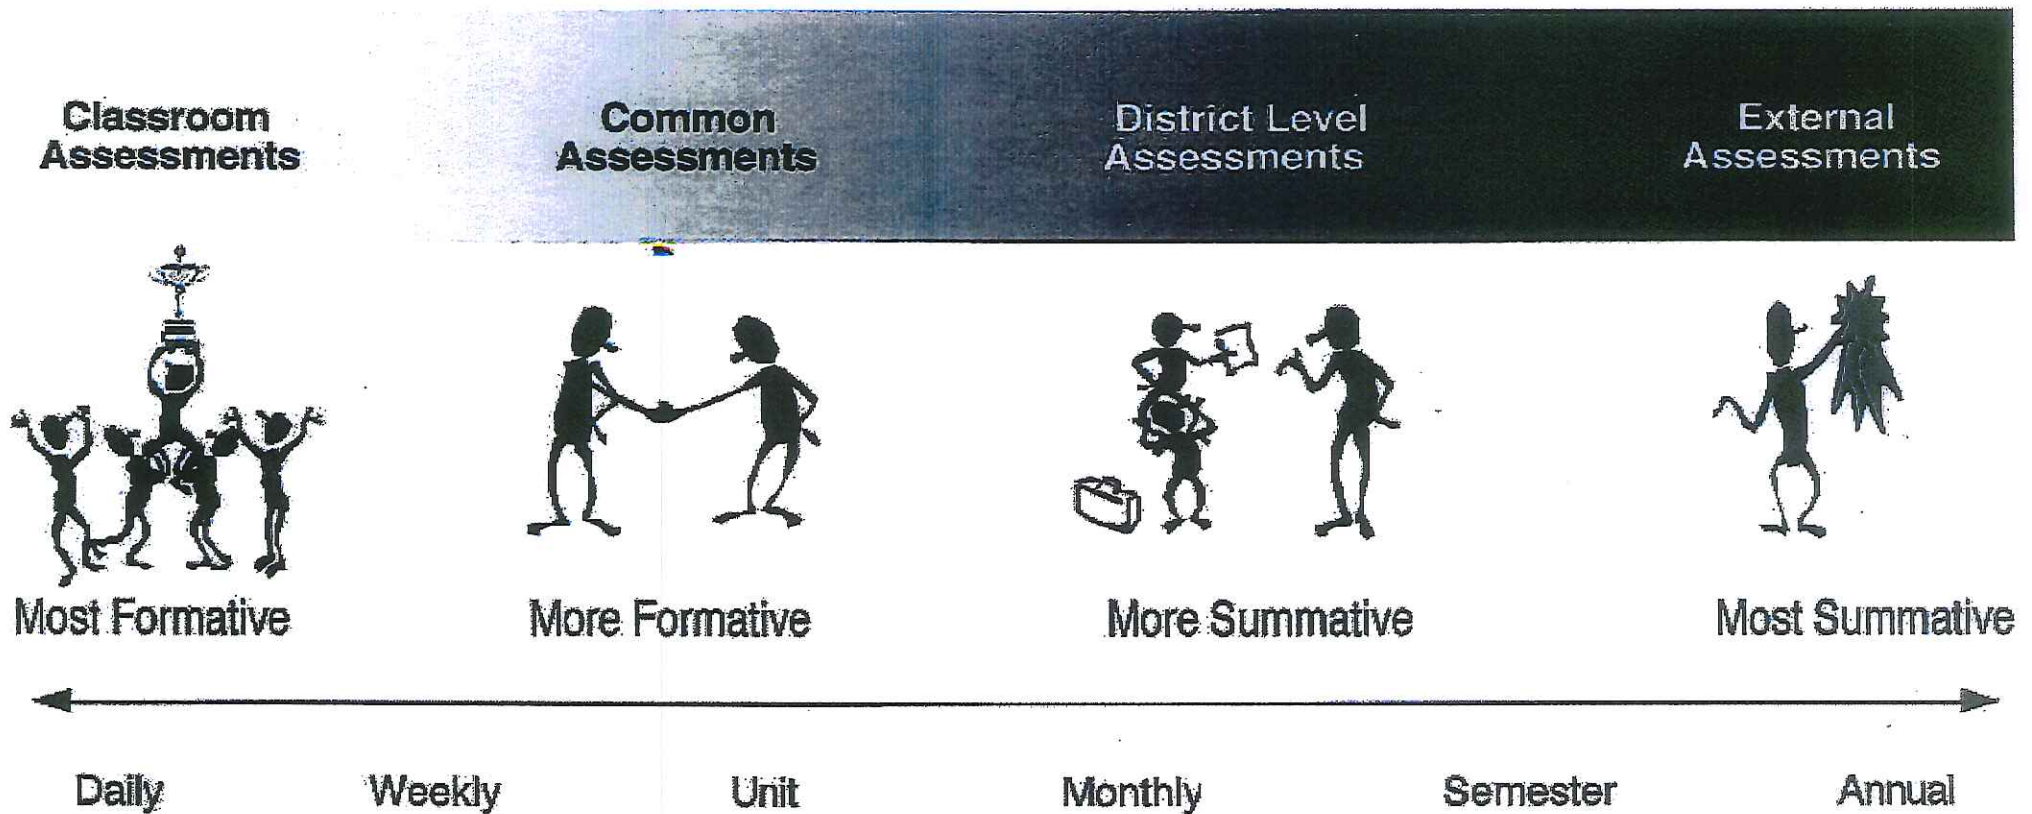 Classroom
Assessments
Common
Assessments
District Level
Assessments
External
Assessments
Most Formative
More Formative
More Summative
Most Summative
Daily
Weekly
Unit
Monthly
Semester
Annual